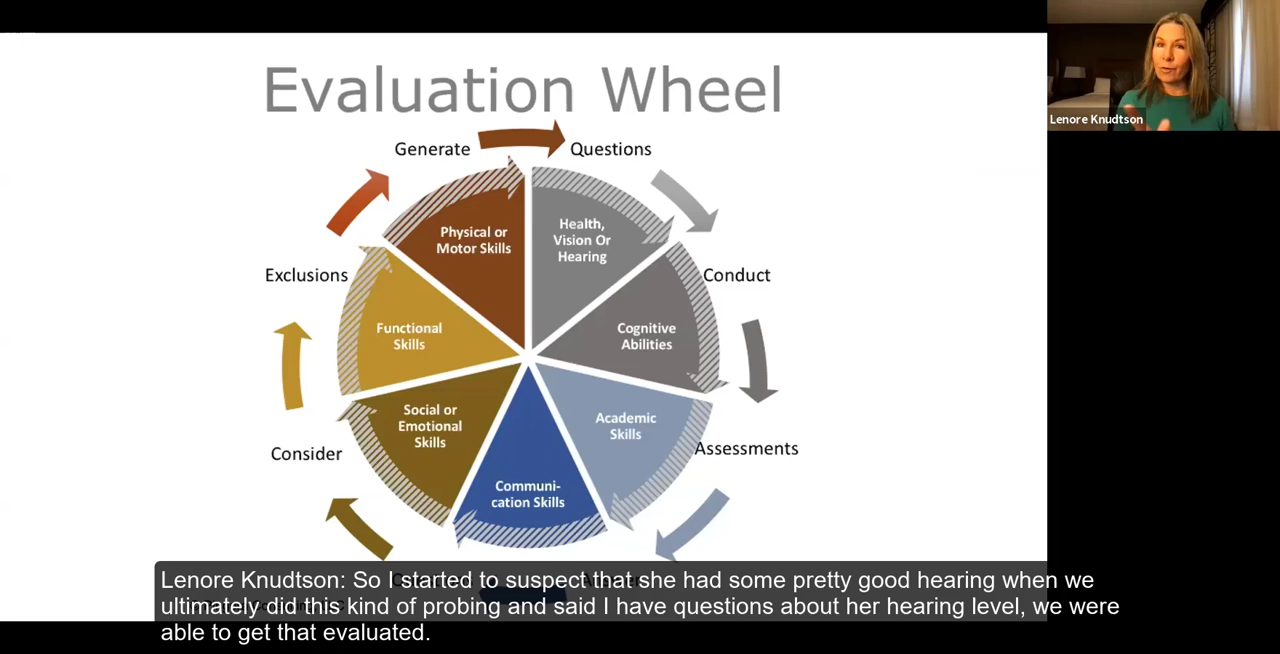 Evaluation Wheel
Lenore Knudtson
Generate
Questions
Physical or
Motor Skills
Health,
Vision Or
Hearing
Exclusions
Conduct
Functional
Skills
Cognitive
Abilities
Social or
Emotional
Skills
Academic
Skills
Consider
Assessments
Communi-
cation Skills
Lenore Knudtson: So I started to suspect that she had some pretty good hearing when we
ultimately did this kind of probing and said I have questions about her hearing level, we were
able to get that evaluated.